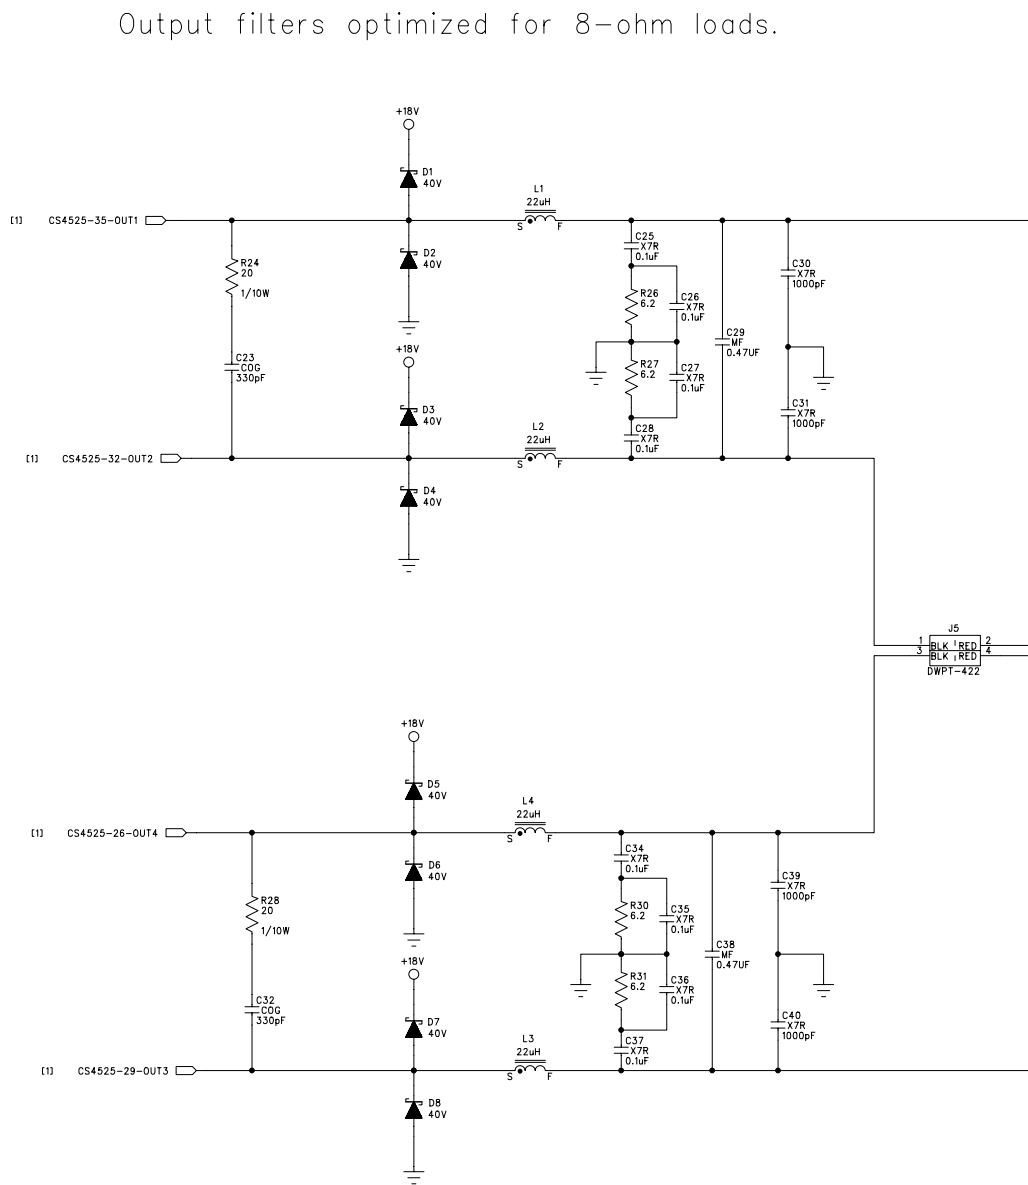 Output filters optimized for 8-ohm loads.
+18V
D1
40V
L1
22uH
[1] CS4525-35-OUT1
S F
C25
X7R
0.1uF
D2
40V
R24
20
1/10W
C30
X7R
1000pF
R26
6.2
C26
X7R
0.1uF
C29
MF
0.47UF
+18V
C23
COG
330pF
R27
6.2
C27
X7R
0.1uF
D3
40V
C31
X7R
1000pF
L2
22uH
C28
X7R
0.1uF
[1] CS4525-32-OUT2
S F
D4
40V
J5
1 BLK RED 2
3 BLK RED 4
DWPT-422
+18V
D5
40V
L4
22uH
[1] CS4525-26-OUT4
S F
C34
X7R
0.1uF
D6
40V
C39
X7R
1000pF
R28
20
1/10W
R30
6.2
C35
X7R
0.1uF
C38
MF
0.47UF
+18V
R31
6.2
C36
X7R
0.1uF
C32
COG
330pF
D7
40V
C40
X7R
1000pF
L3
22uH
C37
X7R
0.1uF
[1] CS4525-29-OUT3
S F
D8
40V